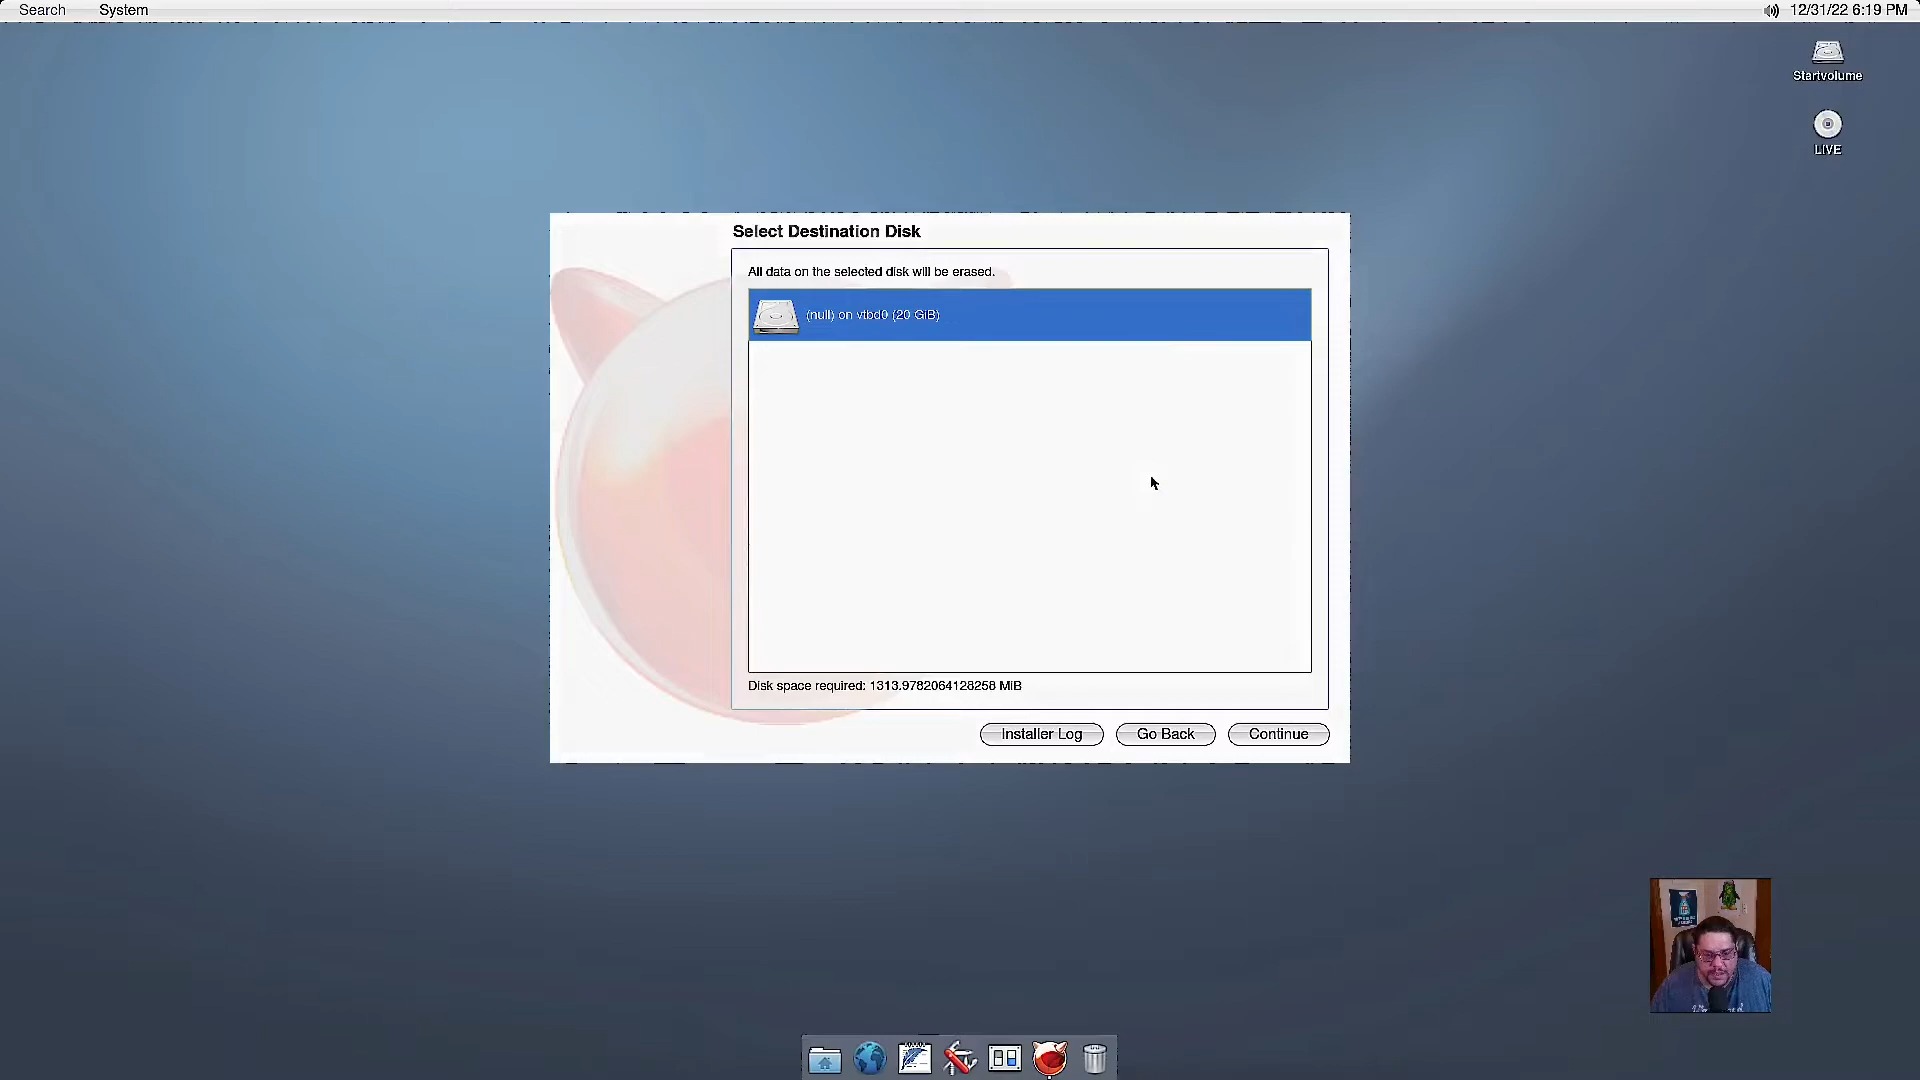 Search System 12/31/22 6:19 PM
Startvolume
LIVE
Select Destination Disk
All data on the selected disk will be erased.
(null) on vtbd0 (20 GiB)
Disk space required: 1313.9782064128258 MiB
Installer Log Go Back Continue